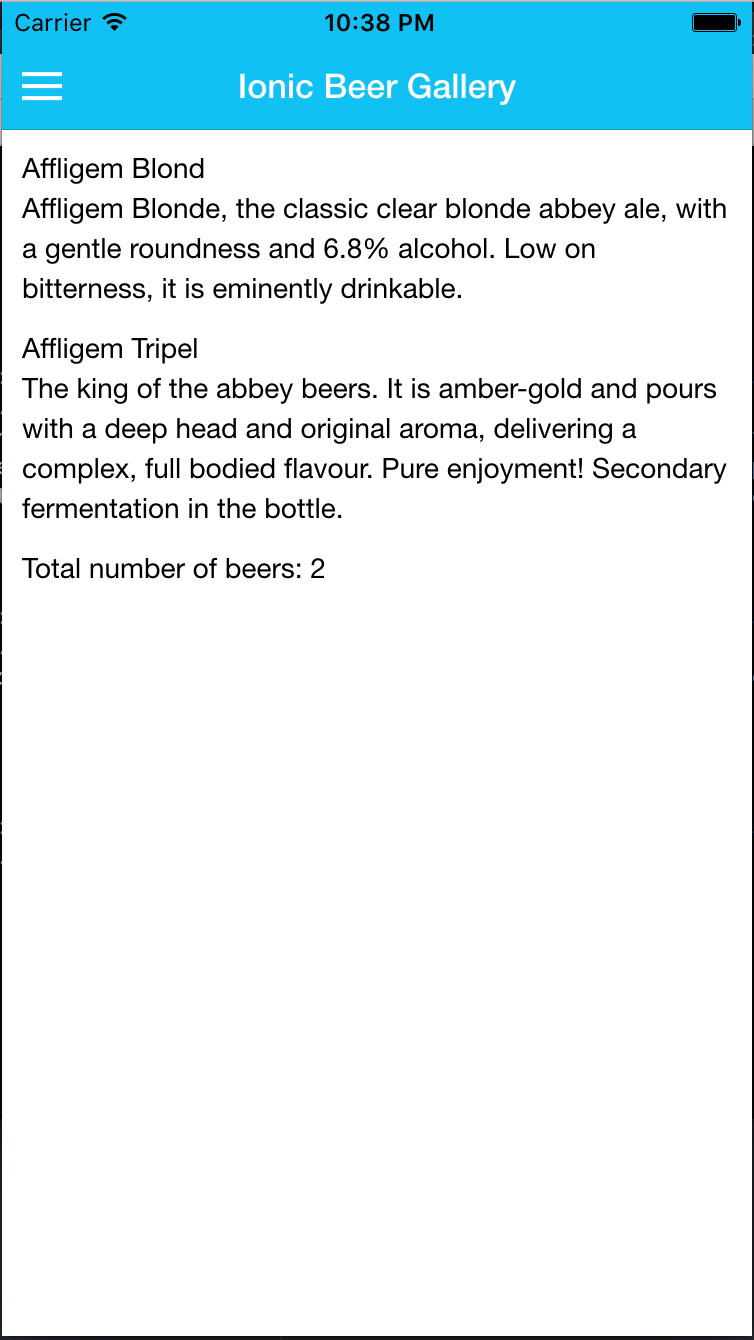 Carrier 10:38 PM
Ionic Beer Gallery
Affligem Blond
Affligem Blonde, the classic clear blonde abbey ale, with
a gentle roundness and 6.8% alcohol. Low on
bitterness, it is eminently drinkable.
Affligem Tripel
The king of the abbey beers. It is amber-gold and pours
with a deep head and original aroma, delivering a
complex, full bodied flavour. Pure enjoyment! Secondary
fermentation in the bottle.
Total number of beers: 2